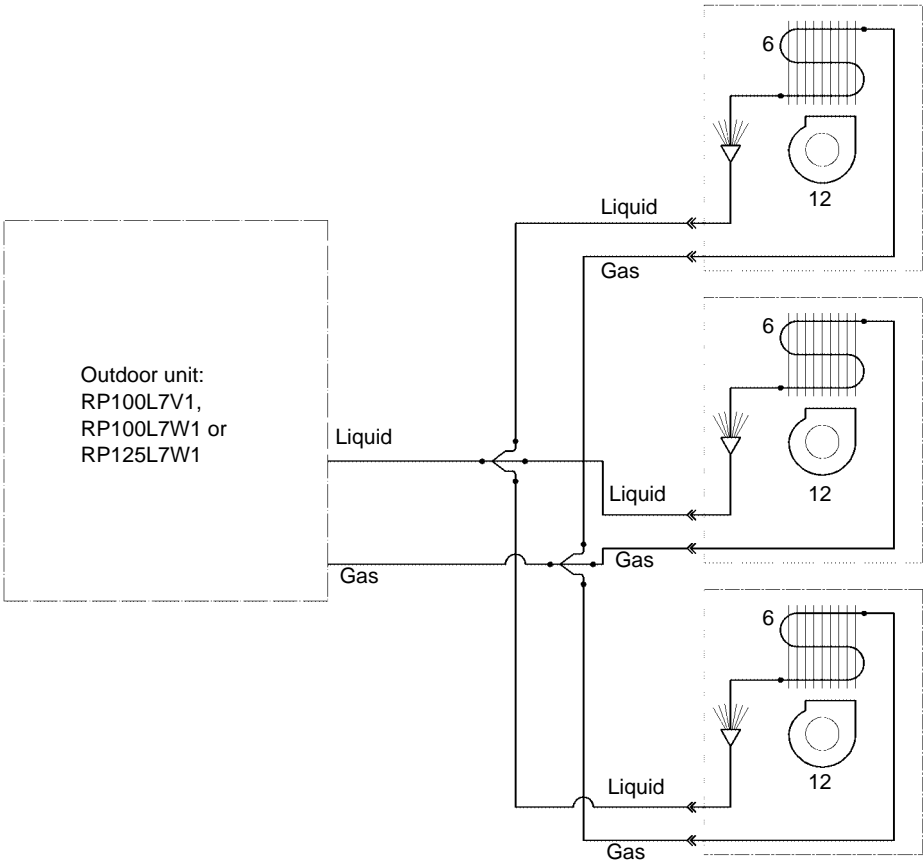 6
12
Liquid
Gas
Outdoor unit:
RP100L7V1,
RP100L7W1 or
RP125L7W1
Liquid
Gas
6
12
Liquid
Gas
6
12
Liquid
Gas